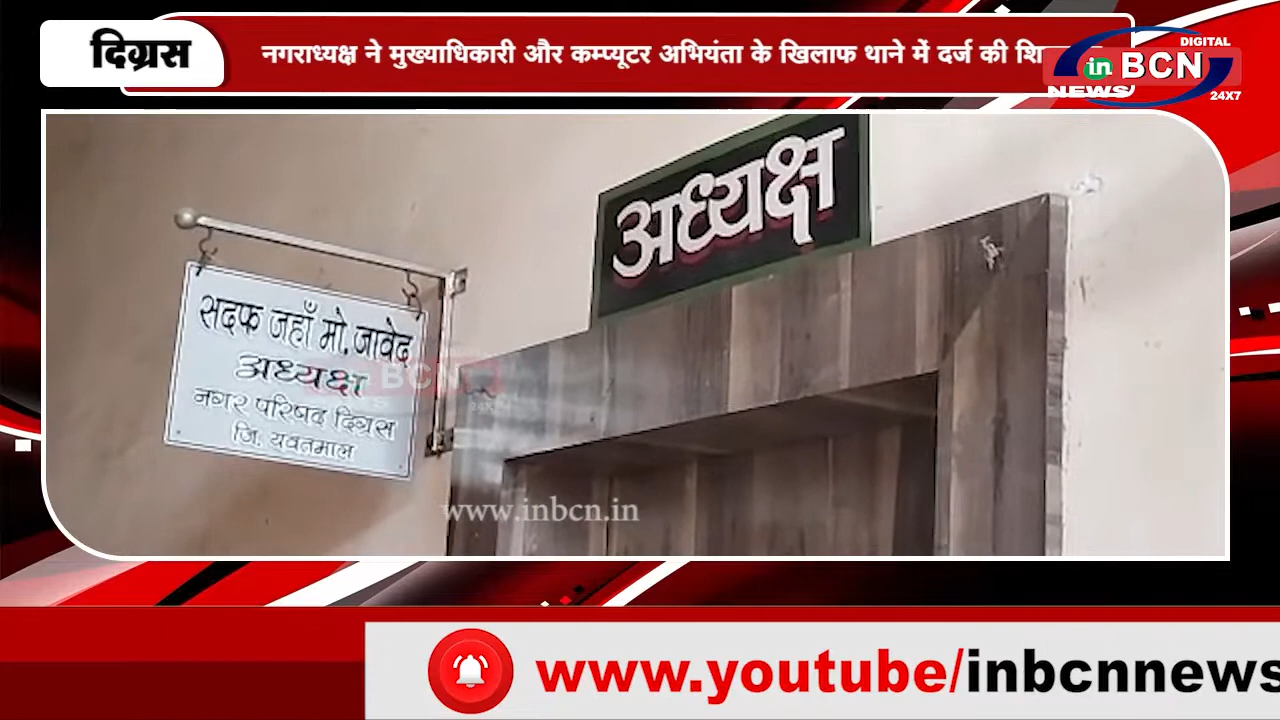 दिग्रस
नगराध्यक्ष ने मुख्याधिकारी और कम्प्यूटर अभियंता के खिलाफ थाने में दर्ज की
DIGITAL
in BCN
NEWS
24X7
अध्यक्ष
सदफ जहाँ मो. जावेद
अध्यक्ष
नगर परिषद दिग्रस
जि. यवतमाल
BCN
www.inbcn.in
www.youtube/inbcnnews